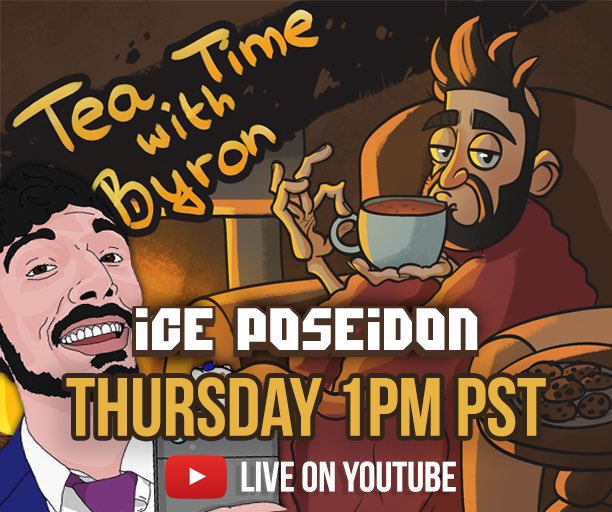 Tea Time
with
Byron
ICE POSEIDON
THURSDAY 1PM PST
LIVE ON YOUTUBE